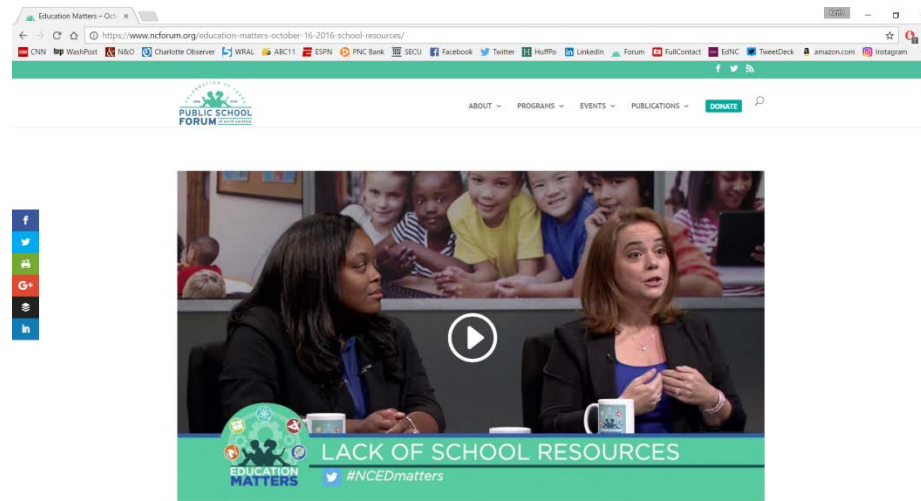 Education Matters – Oct
Keith
https://www.ncforum.org/education-matters-october-16-2016-school-resources/
CNN WashPost N&O Charlotte Observer WRAL ABC11 ESPN PNC Bank SECU Facebook Twitter HuffPo LinkedIn Forum FullContact EdNC TweetDeck amazon.com Instagram
PUBLIC SCHOOL
FORUM
ABOUT PROGRAMS EVENTS PUBLICATIONS DONATE
LACK OF SCHOOL RESOURCES
EDUCATION
MATTERS
#NCEDmatters